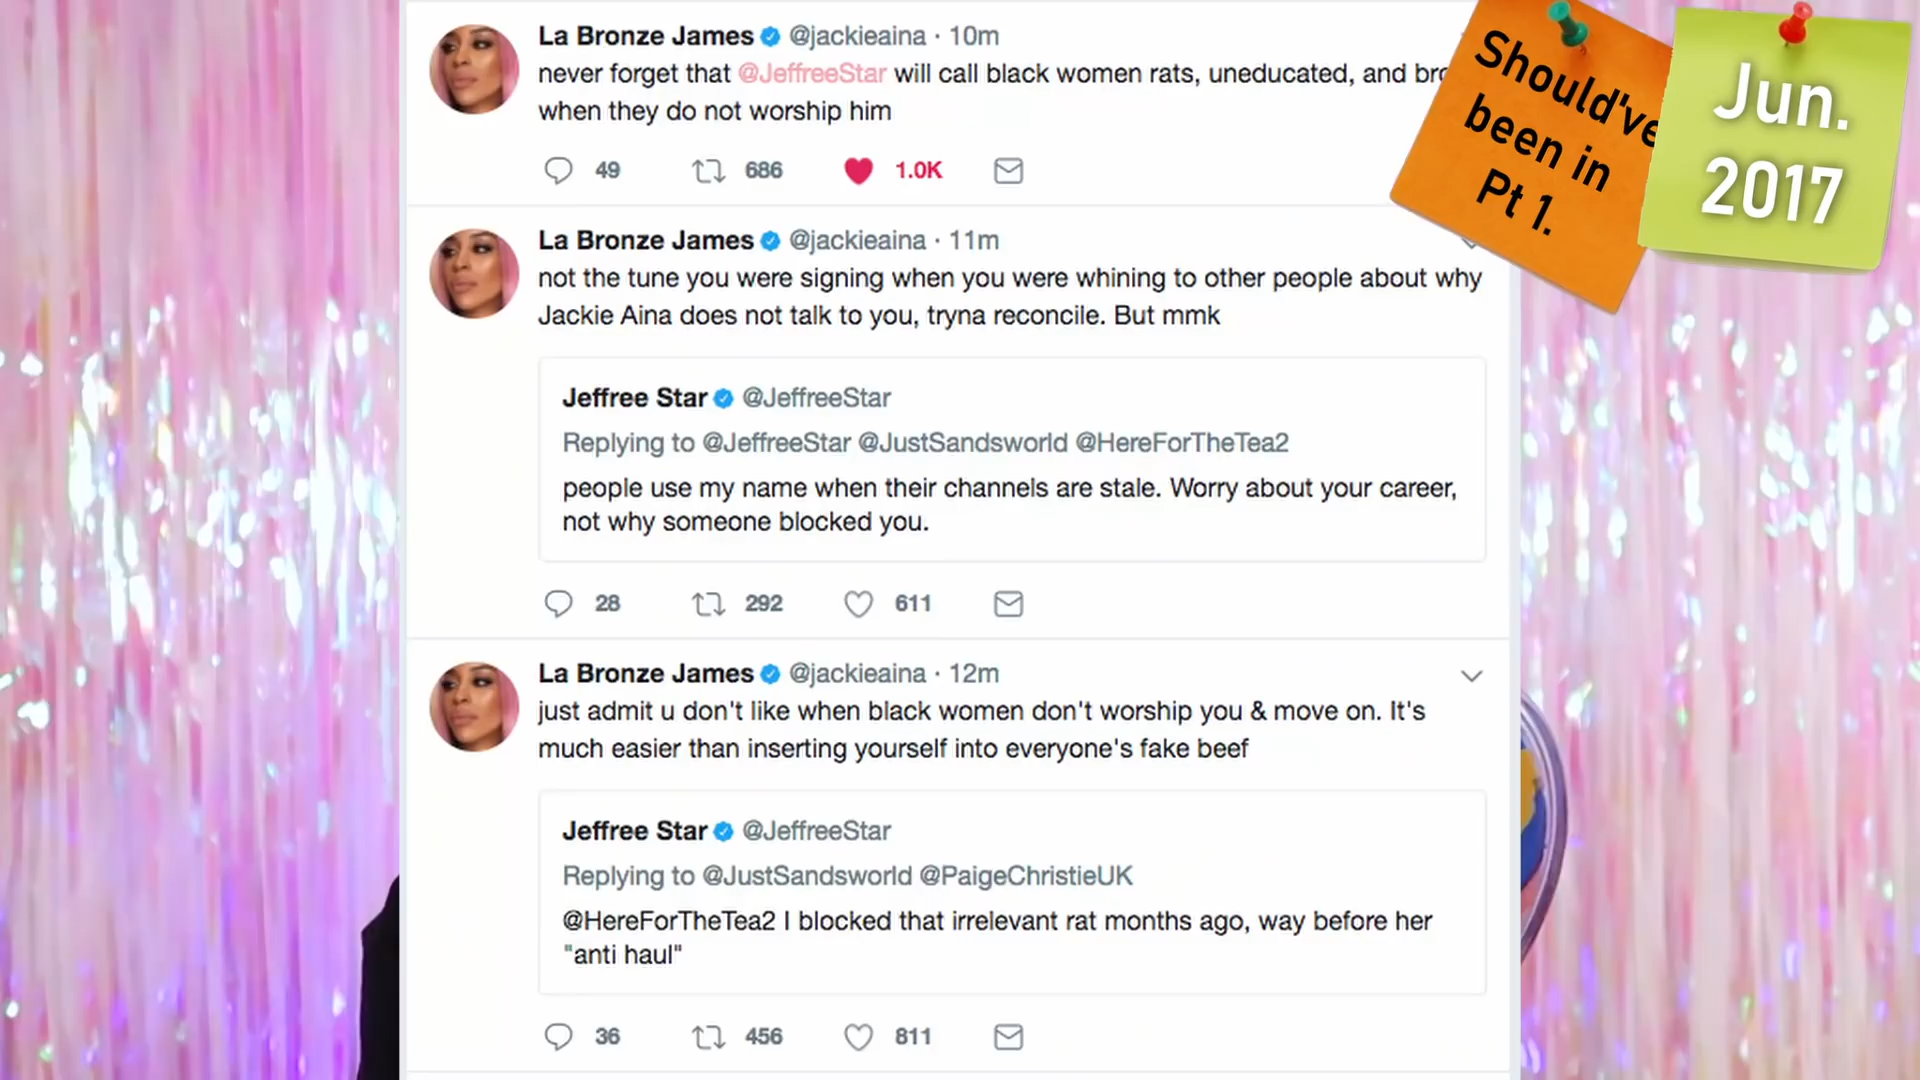 La Bronze James @jackieaina · 10m
never forget that @JeffreeStar will call black women rats, uneducated, and
when they do not worship him
49 686 1.0K
La Bronze James @jackieaina · 11m
not the tune you were signing when you were whining to other people about why
Jackie Aina does not talk to you, tryna reconcile. But mmk
Jeffree Star @JeffreeStar
Replying to @JeffreeStar @JustSandsworld @HereForTheTea2
people use my name when their channels are stale. Worry about your career,
not why someone blocked you.
28 292 611
La Bronze James @jackieaina · 12m
just admit u don't like when black women don't worship you & move on. It's
much easier than inserting yourself into everyone's fake beef
Jeffree Star @JeffreeStar
Replying to @JustSandsworld @PaigeChristieUK
@HereForTheTea2 I blocked that irrelevant rat months ago, way before her
"anti haul"
36 456 811
Should've
been in
Pt 1.
Jun.
2017